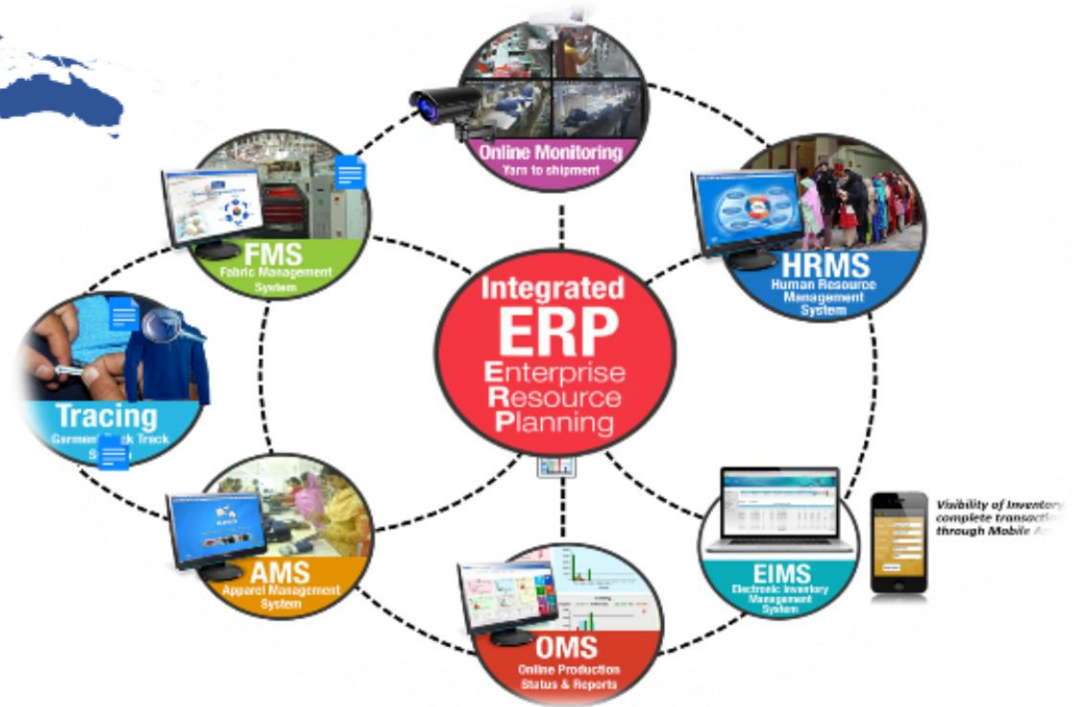 Online Monitoring
Yarn to shipment
FMS
Fabric Management
System
HRMS
Human Resource
Management
System
Integrated
ERP
Enterprise
Resource
Planning
Tracing
Garment Track
AMS
Apparel Management
System
EIMS
Electronic Inventory
Management
System
Visibility of Inventory
complete
through Mobile
OMS
Online Production
Status & Reports